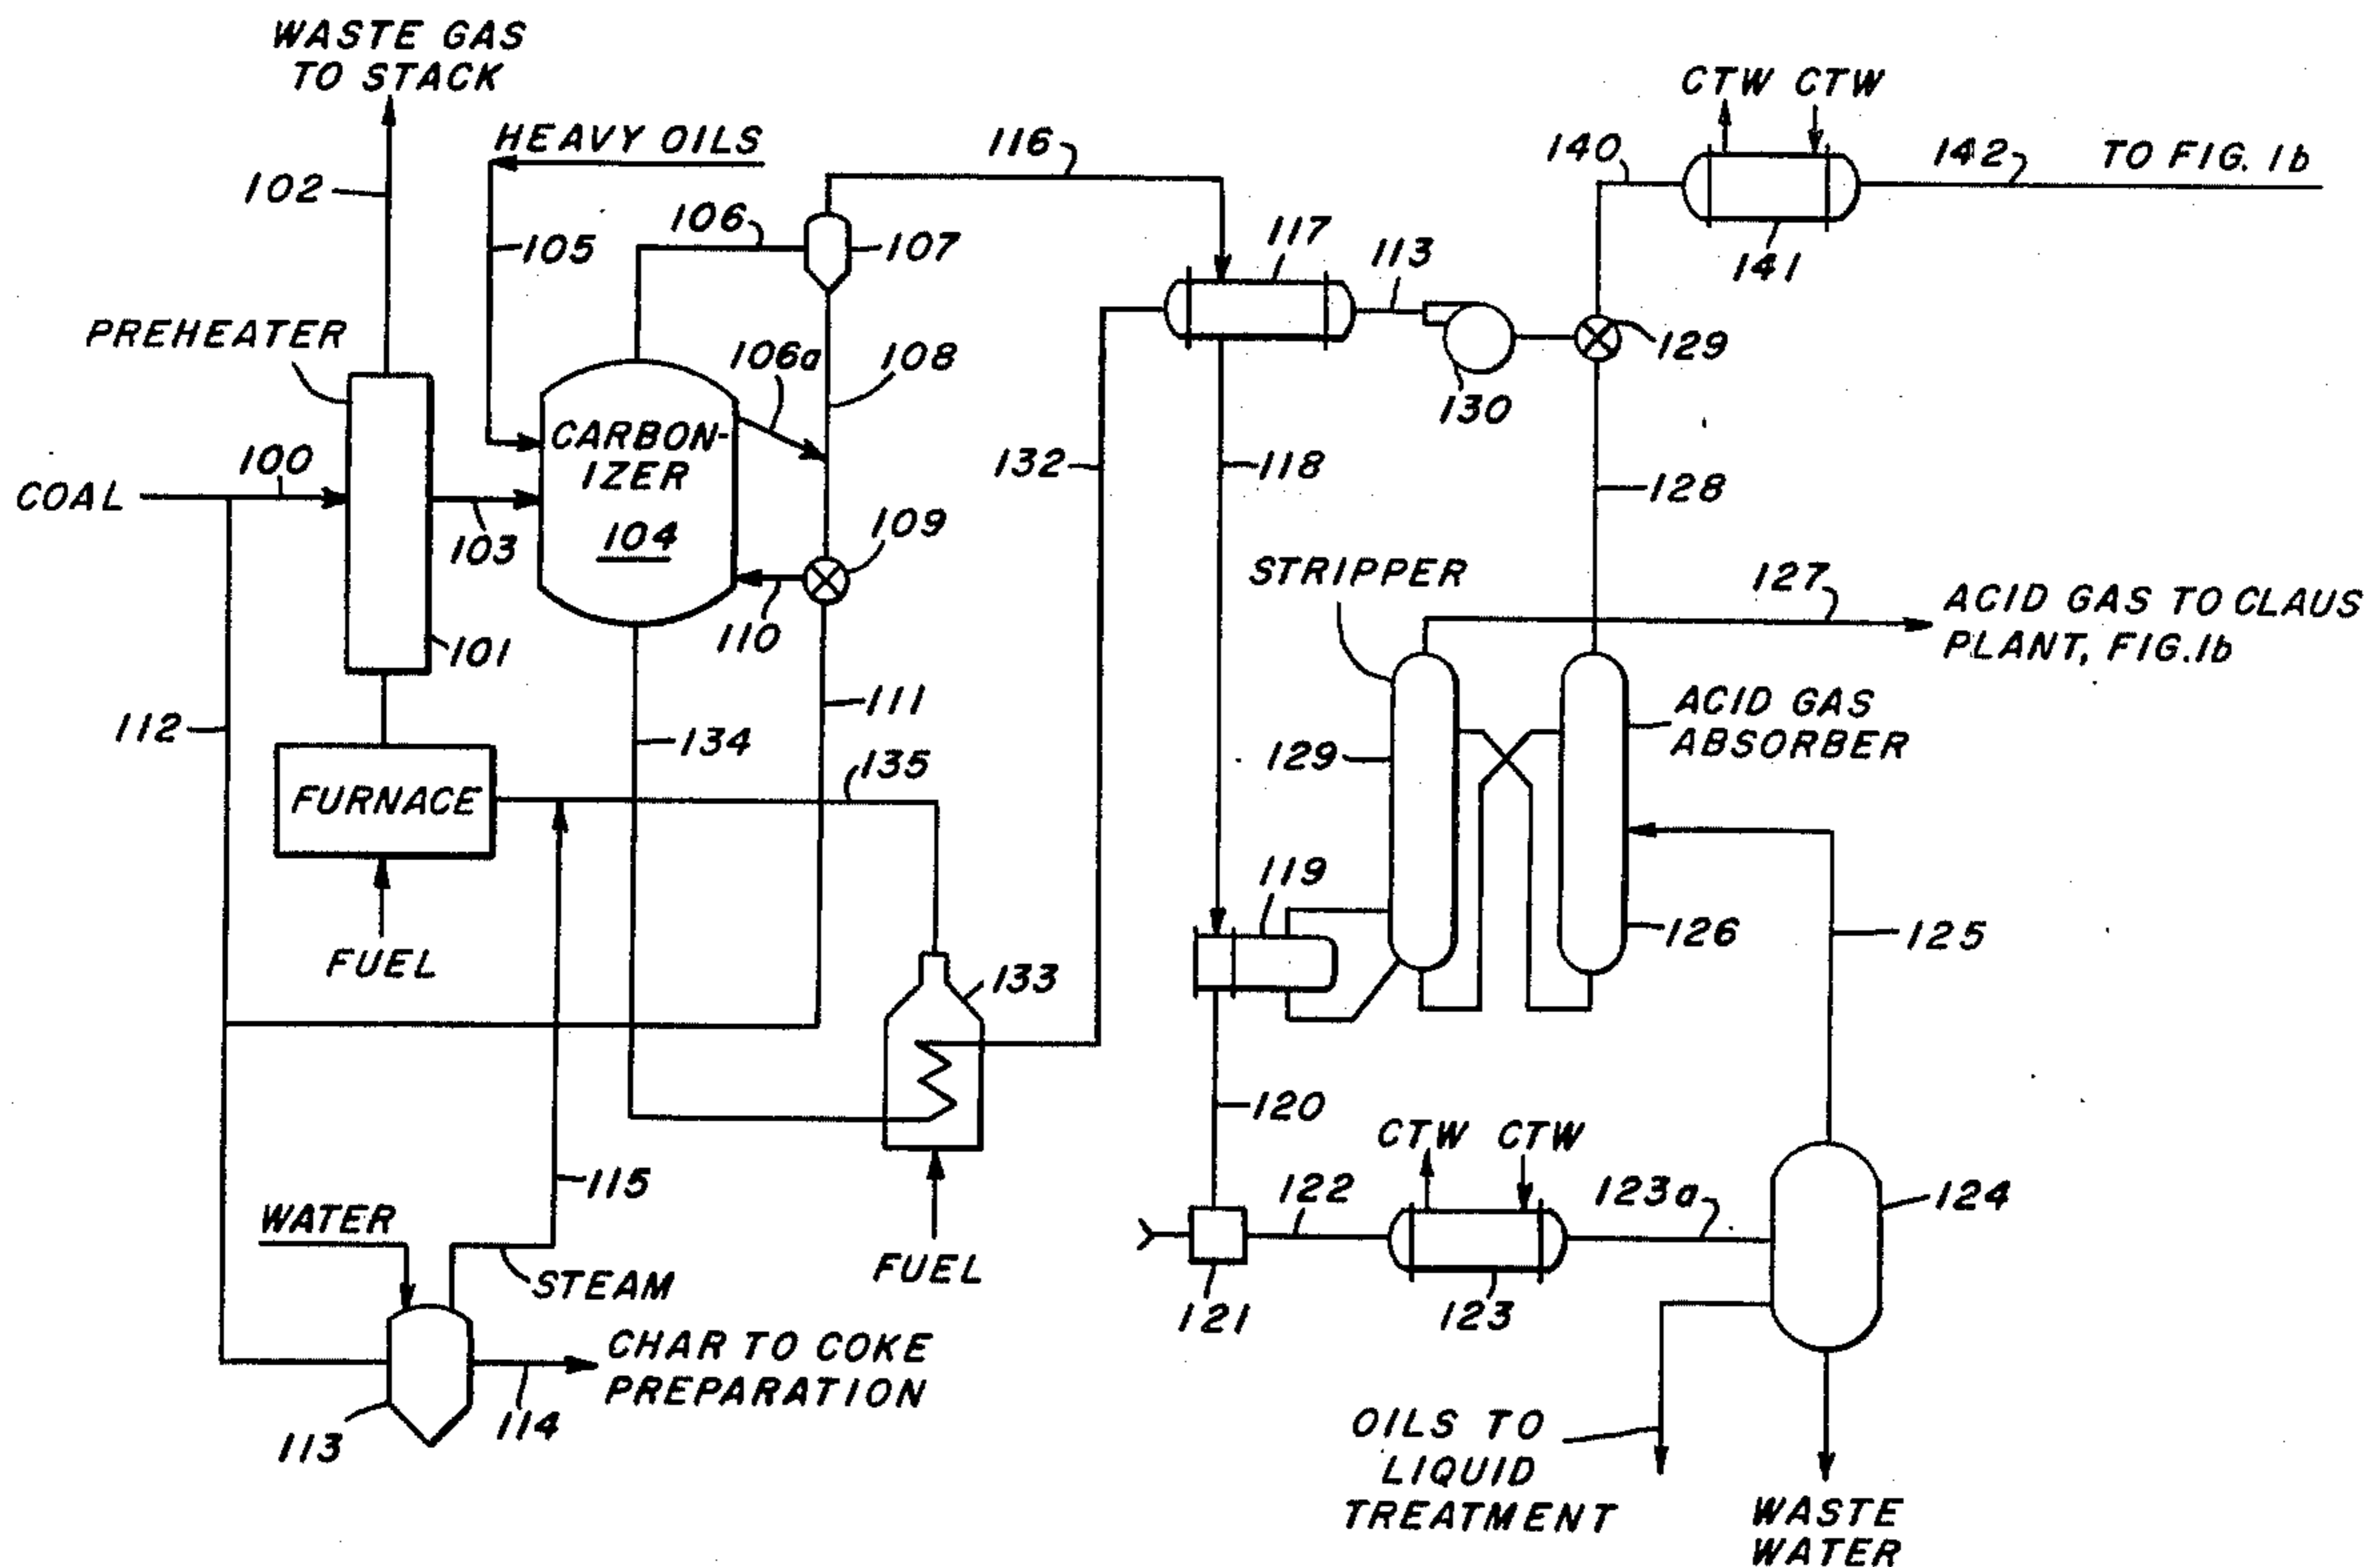 WASTE GAS
TO STACK
HEAVY OILS
102
105
106
107
116
PREHEATER
106a
108
COAL
100
103
CARBON-
IZER
104
109
110
101
112
111
134
135
FURNACE
FUEL
133
115
WATER
STEAM
FUEL
113
114
CHAR TO COKE
PREPARATION
117
113
130
129
132
118
128
CTW CTW
140
141
142
TO FIG. 1b
STRIPPER
127
ACID GAS TO CLAUS
PLANT, FIG.1b
ACID GAS
ABSORBER
129
119
126
125
120
CTW CTW
122
123a
124
121
123
OILS TO
LIQUID
TREATMENT
WASTE
WATER